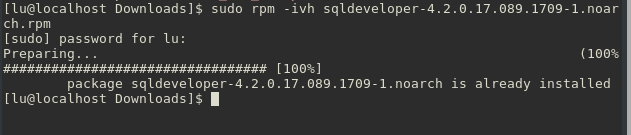 [lu@localhost Downloads]$ sudo rpm -ivh sqldeveloper-4.2.0.17.089.1709-1.noar
ch.rpm
[sudo] password for lu:
Preparing... (100%
################################# [100%]
package sqldeveloper-4.2.0.17.089.1709-1.noarch is already installed
[lu@localhost Downloads]$